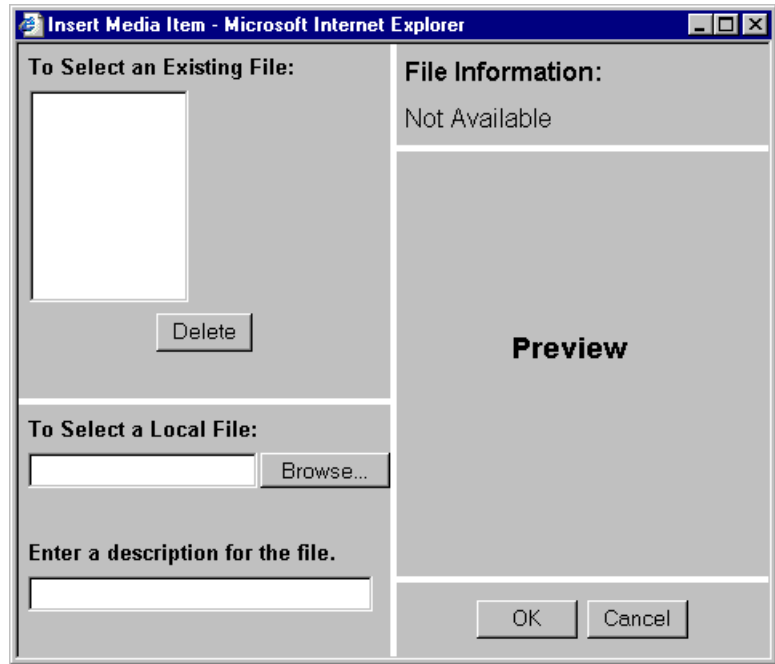 Insert Media Item - Microsoft Internet Explorer
To Select an Existing File:
Delete
To Select a Local File:
Browse...
Enter a description for the file.
File Information:
Not Available
Preview
OK
Cancel